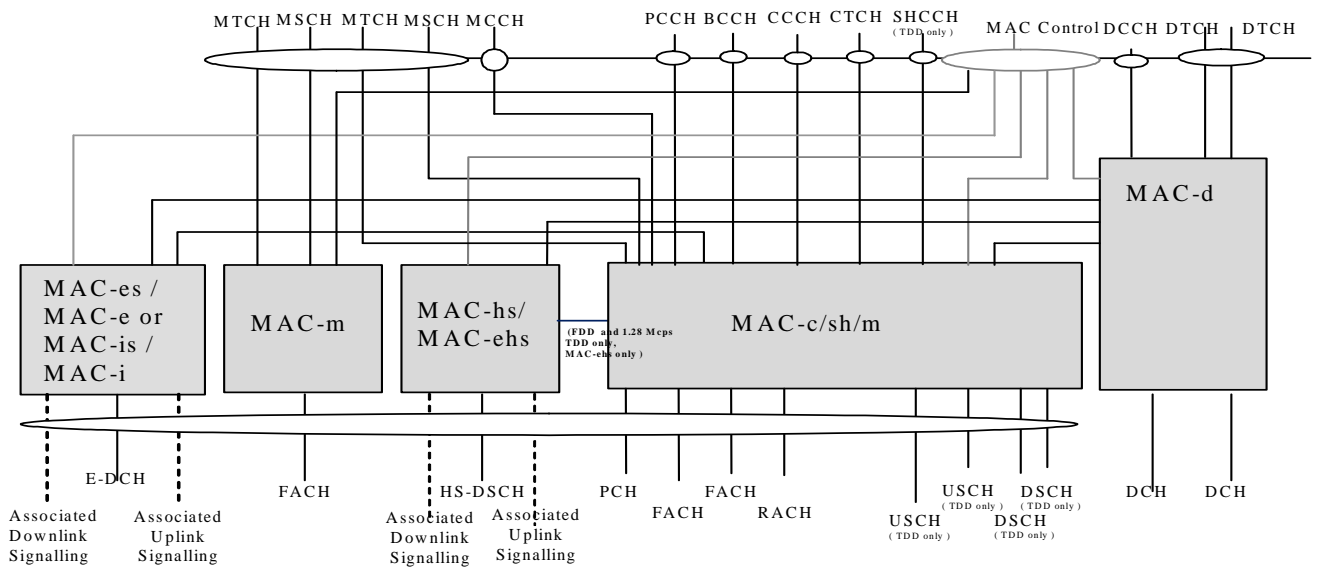 MTCH MSCH MTCH MSCH MCCH PCCH BCCH CCCH CTCH SHCCH MAC Control DCCH DTCH DTCH
( TDD only )
MAC-d
MAC-es /
MAC-e or
MAC-is /
MAC-i
MAC-m
MAC-hs/
MAC-ehs
(FDD and 1.28 Mcps
TDD only,
MAC-ehs only )
MAC-c/sh/m
E-DCH
FACH
HS-DSCH
PCH
FACH
FACH
RACH
USCH
( TDD only )
USCH
( TDD only )
DSCH
( TDD only )
DSCH
( TDD only )
DCH
DCH
Associated
Downlink
Signalling
Associated
Uplink
Signalling
Associated
Downlink
Signalling
Associated
Uplink
Signalling